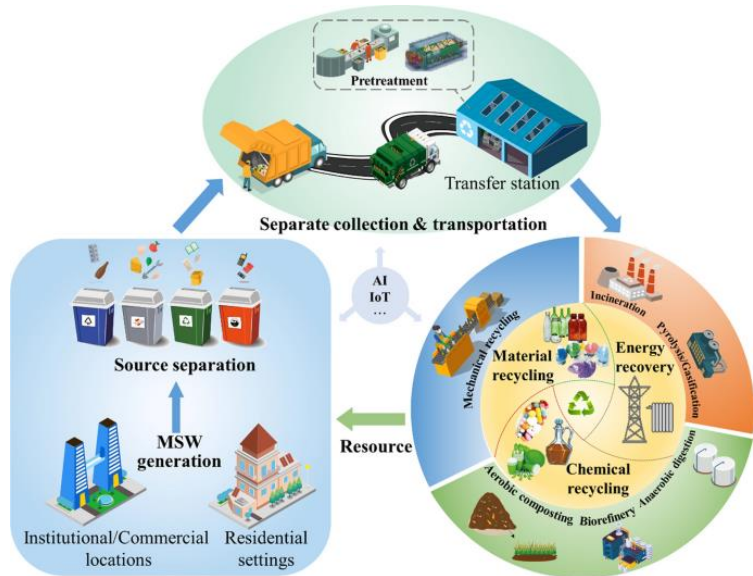 Pretreatment
Transfer station
Separate collection & transportation
AI
IoT
...
Source separation
MSW
generation
Institutional/Commercial
locations
Residential
settings
Resource
Mechanical recycling
Incineration
Pyrolysis/Gasification
Material
recycling
Energy
recovery
Chemical
recycling
Aerobic composting
Biorefinery
Anaerobic digestion